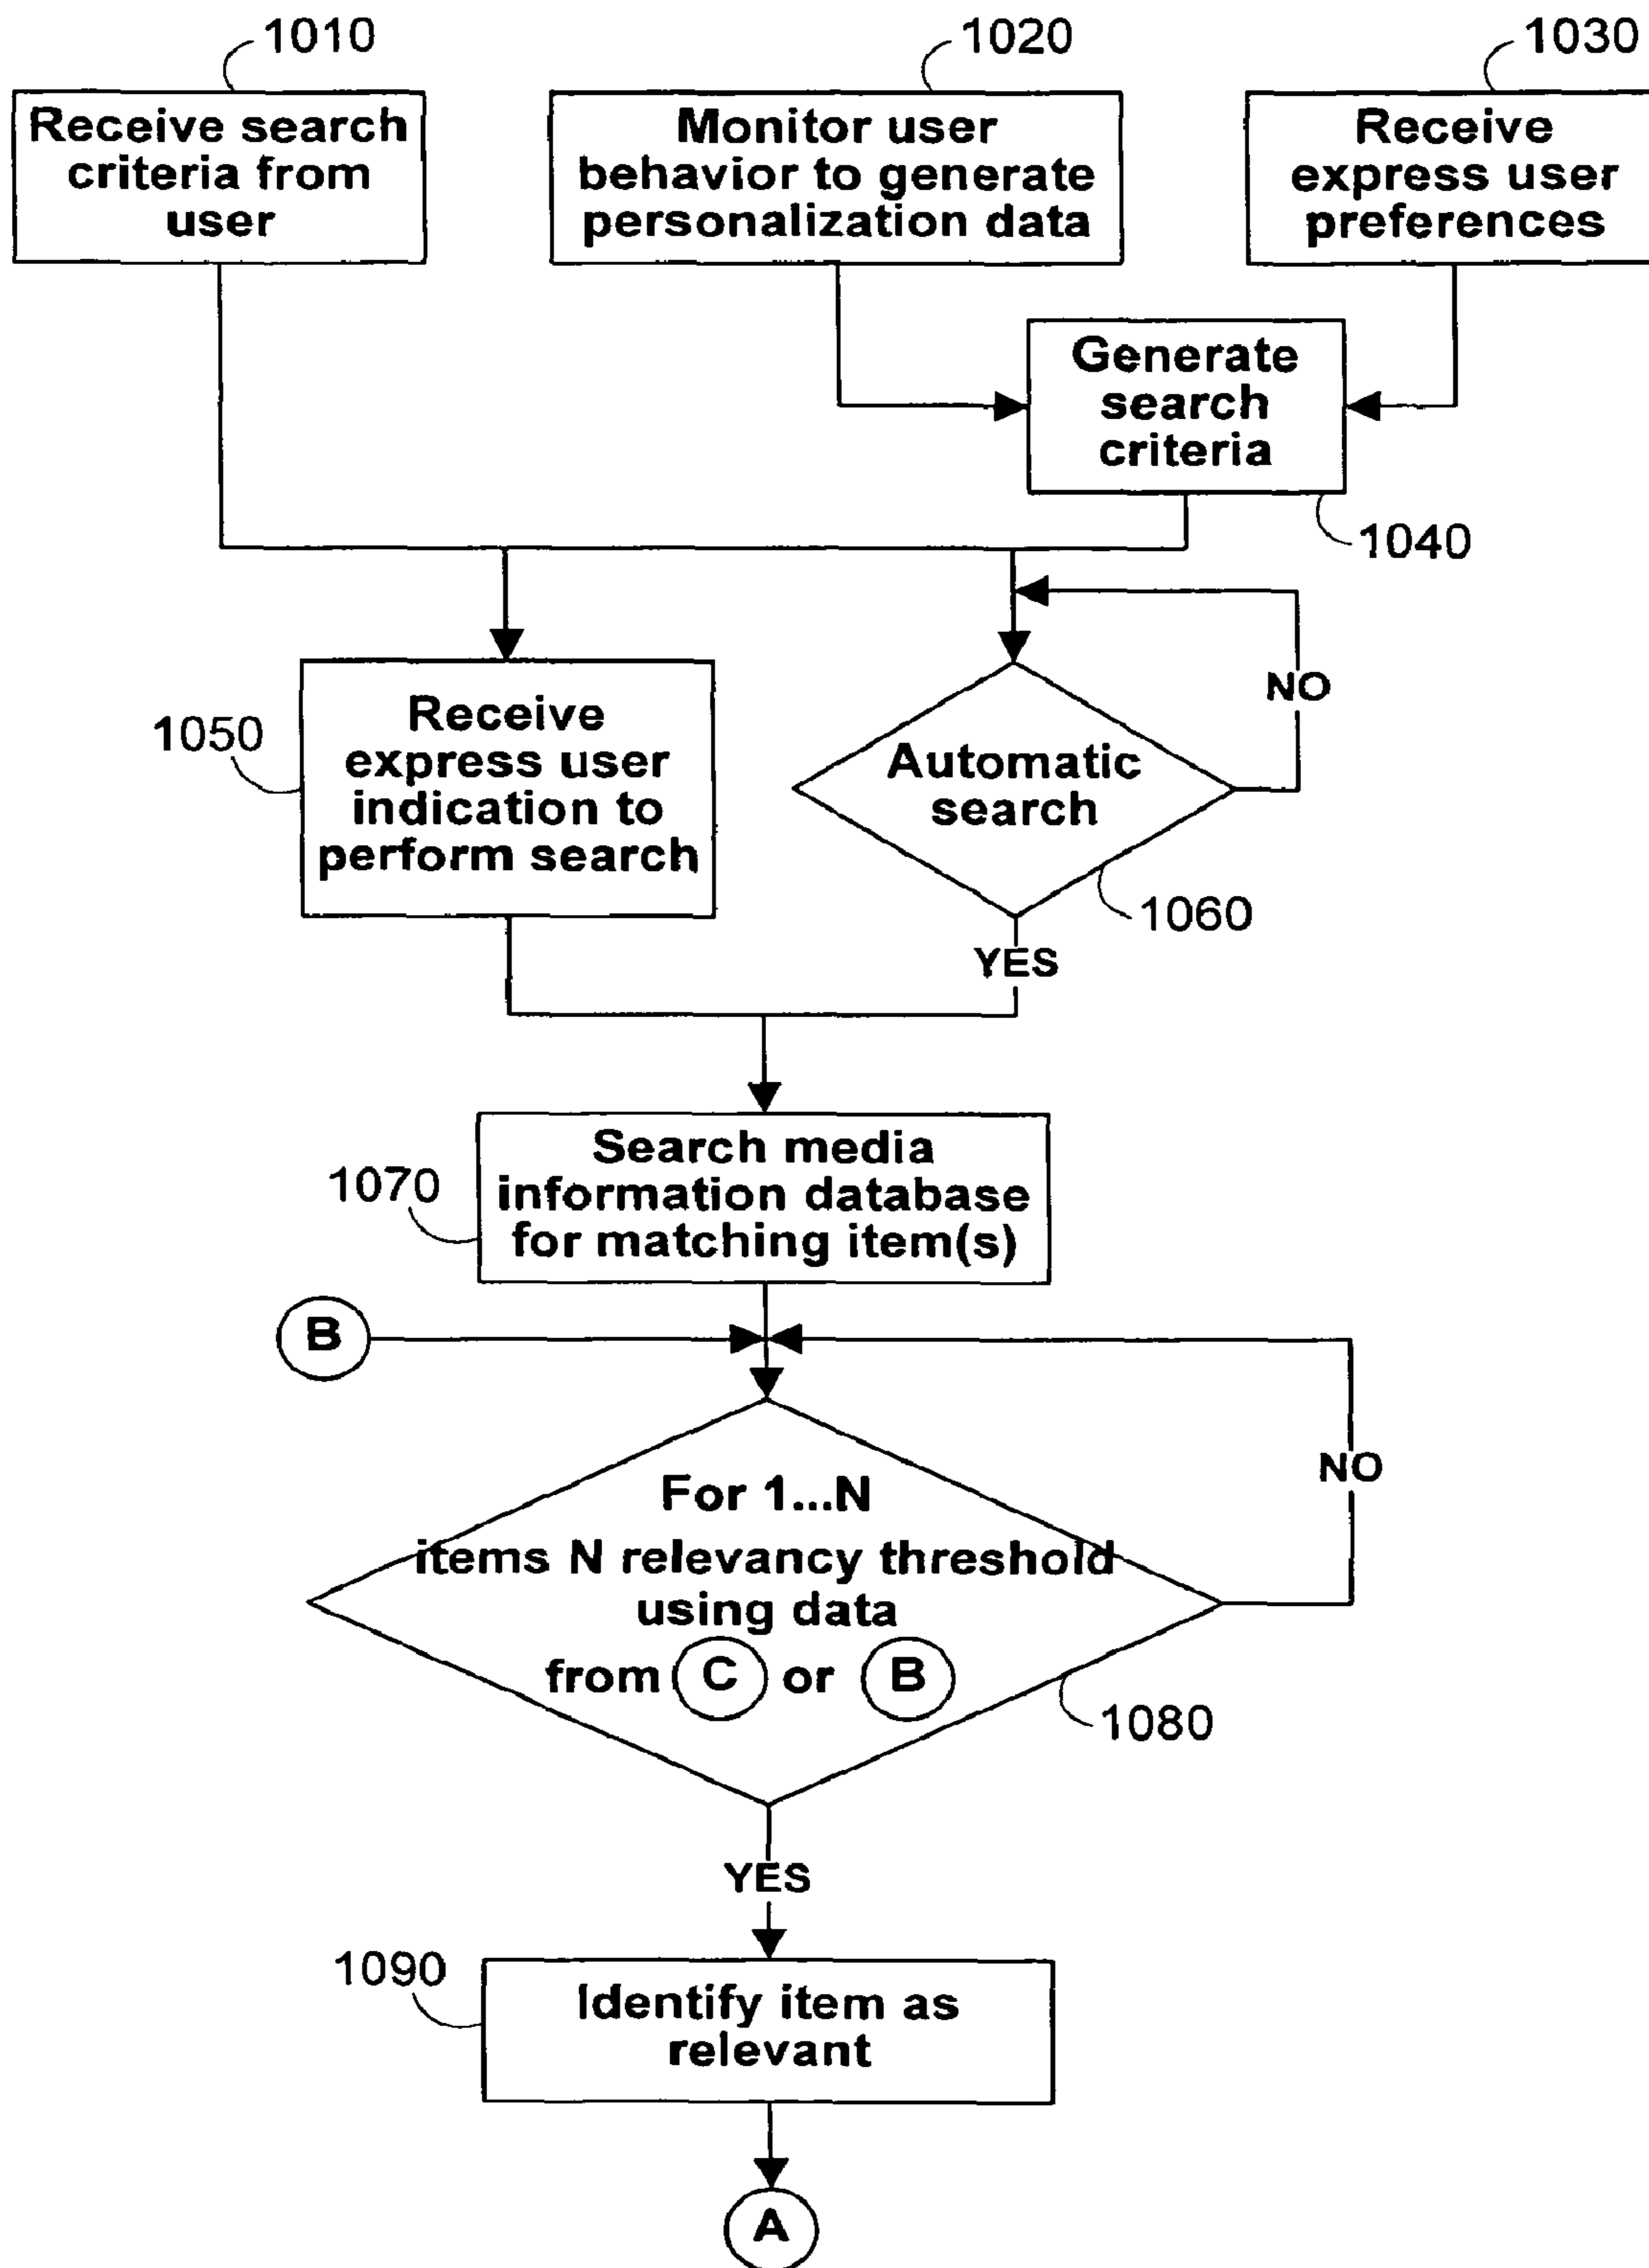 1010
1020
1030
Receive search
criteria from
user
Monitor user
behavior to generate
personalization data
Receive
express user
preferences
Generate
search
criteria
1040
NO
1050
Receive
express user
indication to
perform search
Automatic
search
1060
YES
1070
Search media
information database
for matching item(s)
B
NO
For 1...N
items N relevancy threshold
using data
from C or B
1080
YES
1090
Identify item as
relevant
A